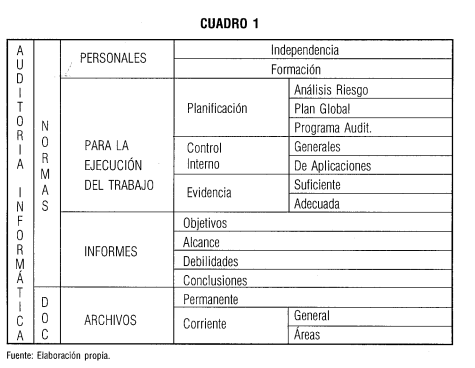 CUADRO 1
AUDITORIA INFORMÁTICA
NORMAS
PERSONALES
Independencia
Formación
PARA LA
EJECUCIÓN
DEL TRABAJO
Planificación
Análisis Riesgo
Plan Global
Programa Audit.
Control
Interno
Generales
De Aplicaciones
Evidencia
Suficiente
Adecuada
INFORMES
Objetivos
Alcance
Debilidades
Conclusiones
DOC
ARCHIVOS
Permanente
Corriente
General
Áreas
Fuente: Elaboración propia.